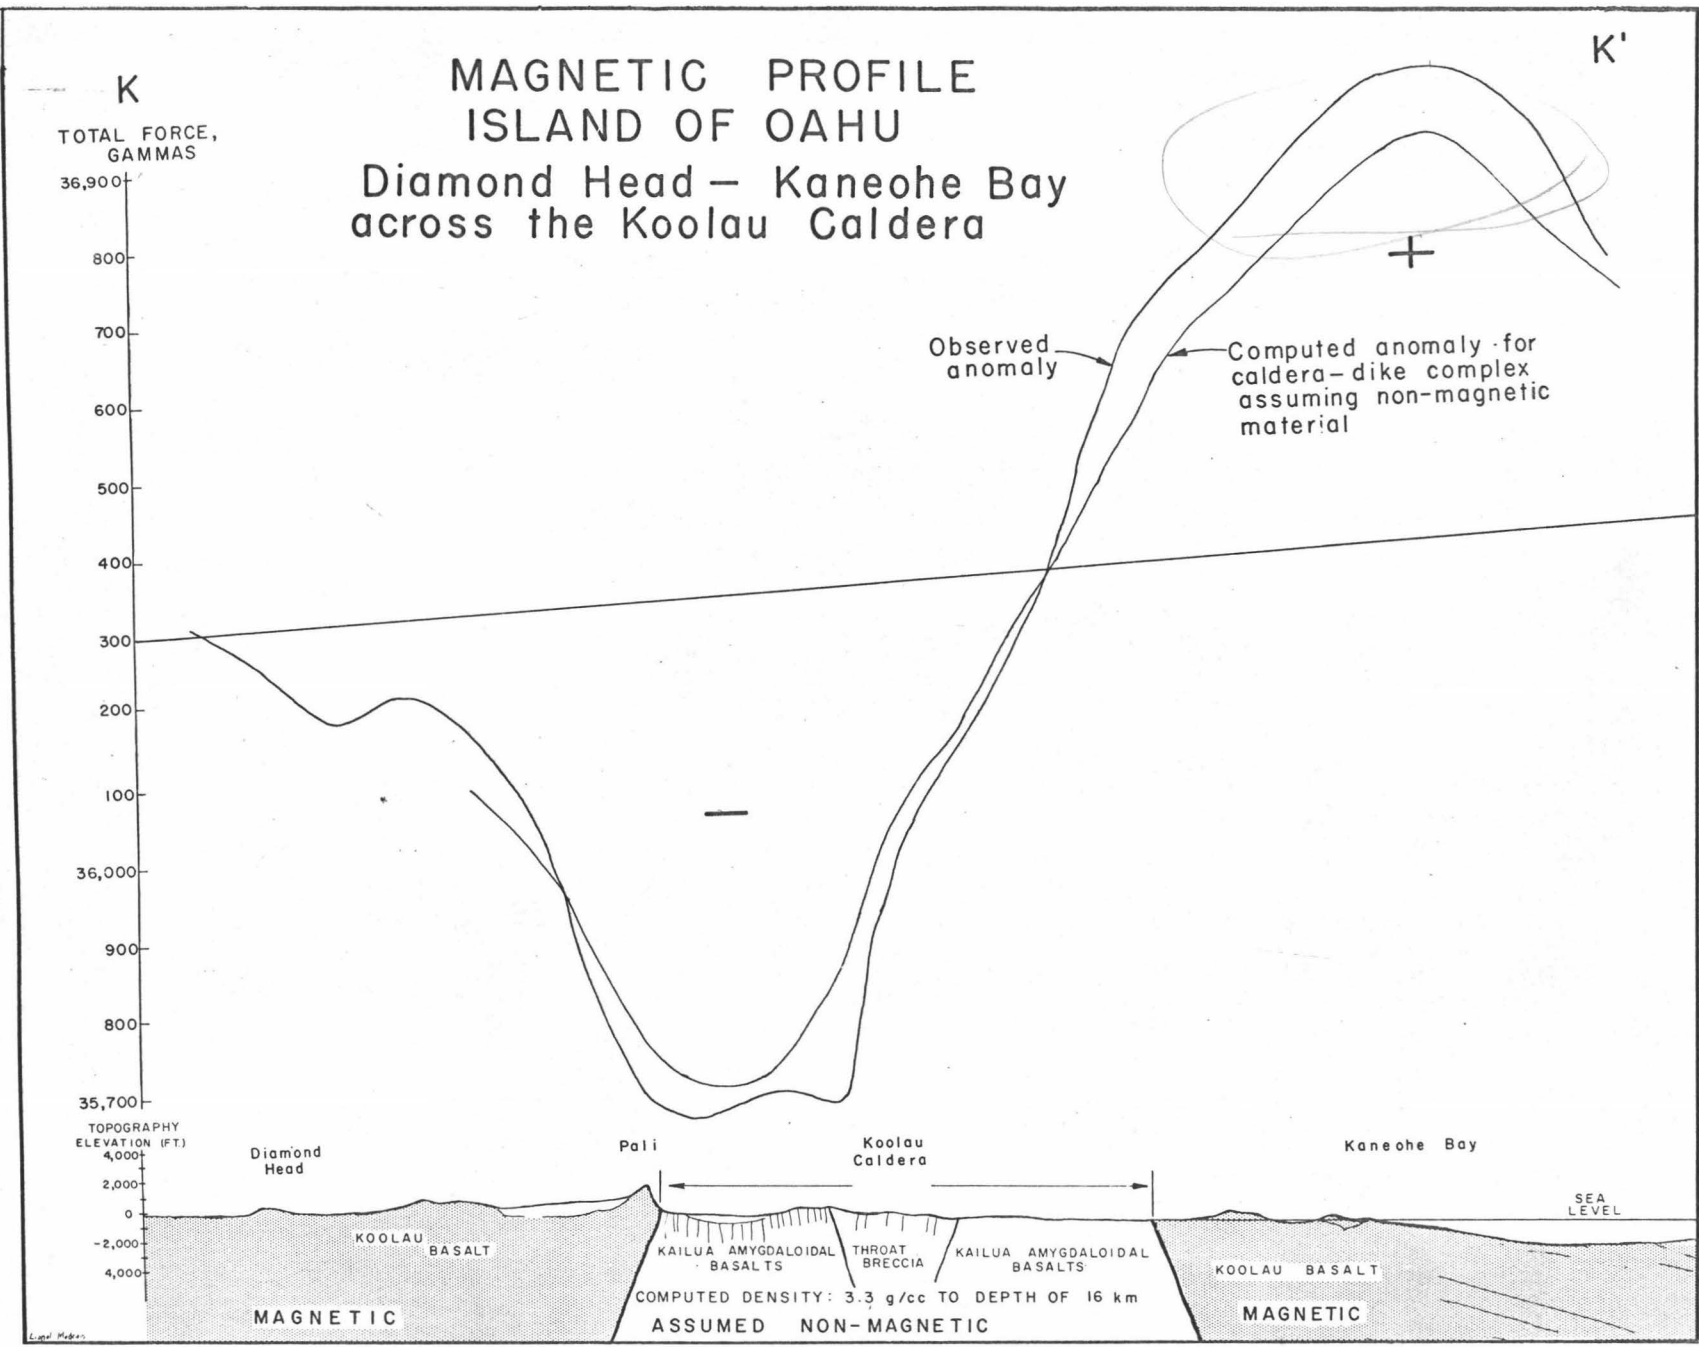 K
K'
MAGNETIC PROFILE
ISLAND OF OAHU
Diamond Head — Kaneohe Bay
across the Koolau Caldera
TOTAL FORCE,
GAMMAS
36,900
800
700
600
500
400
300
200
100
36,000
900
800
35,700
+
—
Observed
anomaly
Computed anomaly for
caldera–dike complex
assuming non-magnetic
material
TOPOGRAPHY
ELEVATION (FT.)
4,000
2,000
0
-2,000
4,000
Diamond
Head
Pali
Koolau
Caldera
Kaneohe Bay
SEA
LEVEL
KOOLAU
BASALT
KAILUA AMYGDALOIDAL
BASALTS
THROAT
BRECCIA
KAILUA AMYGDALOIDAL
BASALTS
KOOLAU BASALT
COMPUTED DENSITY: 3.3 g/cc TO DEPTH OF 16 km
MAGNETIC
ASSUMED NON-MAGNETIC
MAGNETIC